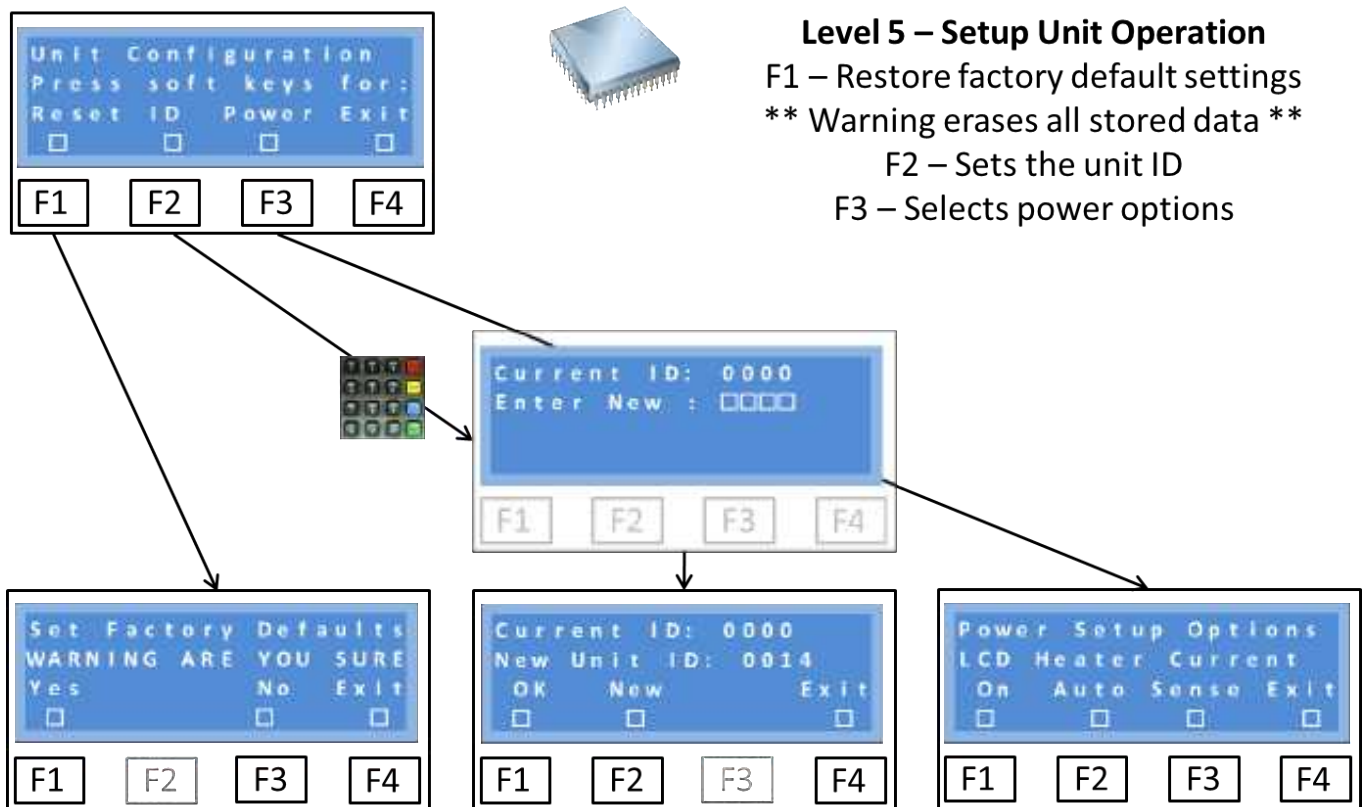 Unit Configuration
Press soft keys for:
Reset ID Power Exit
F1 F2 F3 F4
Level 5 – Setup Unit Operation
F1 – Restore factory default settings
** Warning erases all stored data **
F2 – Sets the unit ID
F3 – Selects power options
Current ID: 0000
Enter New : □□□□
F1 F2 F3 F4
Set Factory Defaults
WARNING ARE YOU SURE
Yes No Exit
F1 F2 F3 F4
Current ID: 0000
New Unit ID: 0014
OK New Exit
F1 F2 F3 F4
Power Setup Options
LCD Heater Current
On Auto Sense Exit
F1 F2 F3 F4